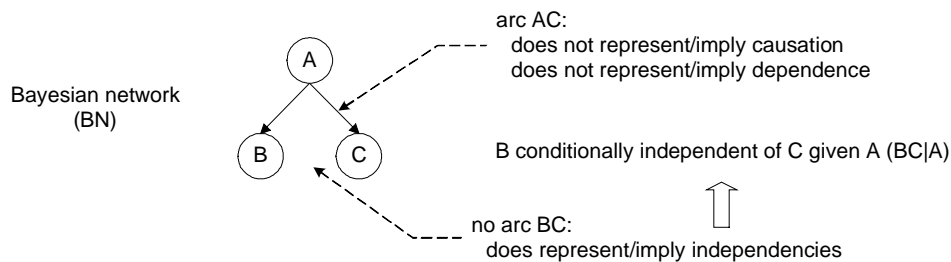 arc AC:
does not represent/imply causation
does not represent/imply dependence
A
Bayesian network
(BN)
B
C
B conditionally independent of C given A (BC|A)
no arc BC:
does represent/imply independencies